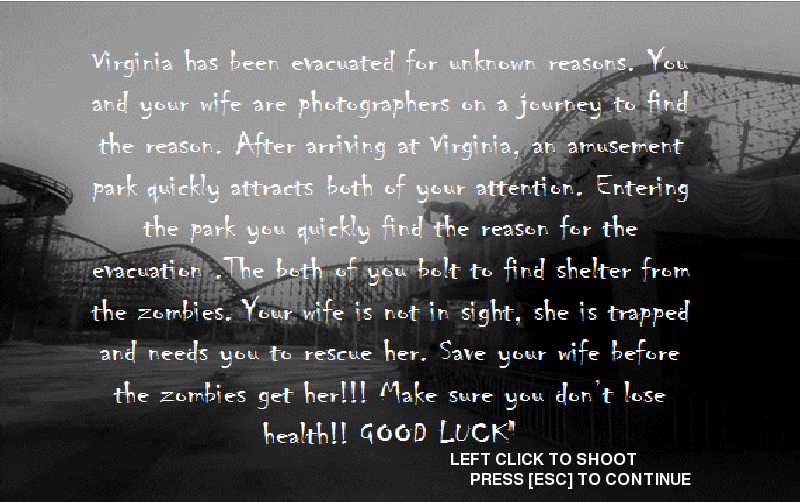 Virginia has been evacuated for unknown reasons. You
and your wife are photographers on a journey to find
the reason. After arriving at Virginia, an amusement
park quickly attracts both of your attention. Entering
the park you quickly find the reason for the
evacuation .The both of you bolt to find shelter from
the zombies. Your wife is not in sight, she is trapped
and needs you to rescue her. Save your wife before
the zombies get her!!! Make sure you don't lose
health!! GOOD LUCK!
LEFT CLICK TO SHOOT
PRESS [ESC] TO CONTINUE